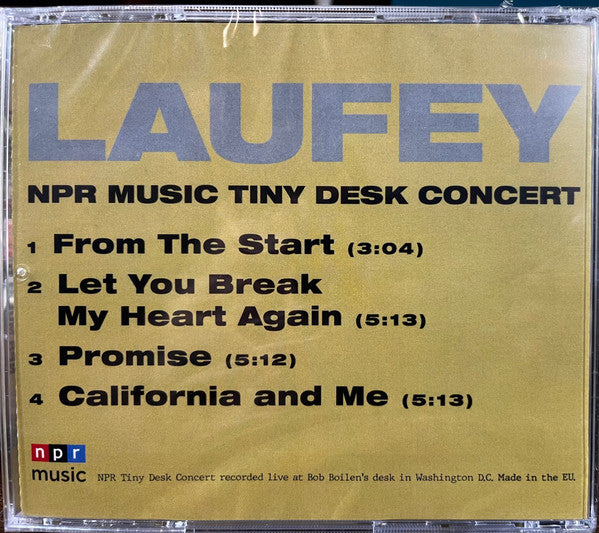 LAUFEY
NPR MUSIC TINY DESK CONCERT
1 From The Start (3:04)
2 Let You Break
My Heart Again (5:13)
3 Promise (5:12)
4 California and Me (5:13)
npr
music
NPR Tiny Desk Concert recorded live at Bob Boilen's desk in Washington D.C. Made in the EU.